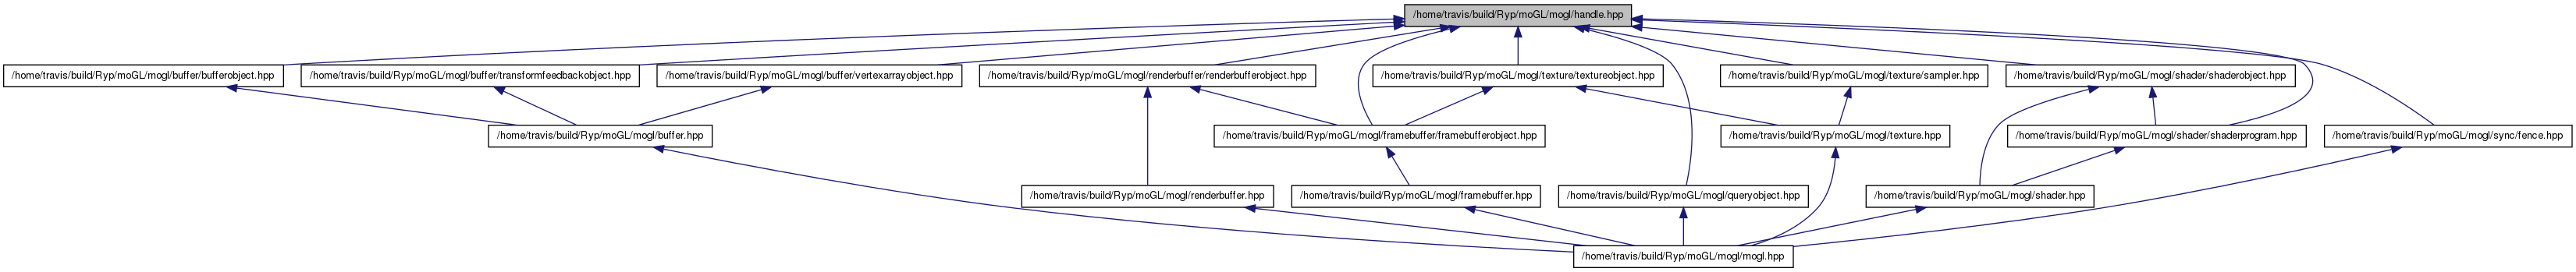 /home/travis/build/Ryp/moGL/mogl/handle.hpp
/home/travis/build/Ryp/moGL/mogl/buffer/bufferobject.hpp
/home/travis/build/Ryp/moGL/mogl/buffer/transformfeedbackobject.hpp
/home/travis/build/Ryp/moGL/mogl/buffer/vertexarrayobject.hpp
/home/travis/build/Ryp/moGL/mogl/renderbuffer/renderbufferobject.hpp
/home/travis/build/Ryp/moGL/mogl/texture/textureobject.hpp
/home/travis/build/Ryp/moGL/mogl/texture/sampler.hpp
/home/travis/build/Ryp/moGL/mogl/shader/shaderobject.hpp
/home/travis/build/Ryp/moGL/mogl/buffer.hpp
/home/travis/build/Ryp/moGL/mogl/framebuffer/framebufferobject.hpp
/home/travis/build/Ryp/moGL/mogl/texture.hpp
/home/travis/build/Ryp/moGL/mogl/shader/shaderprogram.hpp
/home/travis/build/Ryp/moGL/mogl/sync/fence.hpp
/home/travis/build/Ryp/moGL/mogl/renderbuffer.hpp
/home/travis/build/Ryp/moGL/mogl/framebuffer.hpp
/home/travis/build/Ryp/moGL/mogl/queryobject.hpp
/home/travis/build/Ryp/moGL/mogl/shader.hpp
/home/travis/build/Ryp/moGL/mogl/mogl.hpp